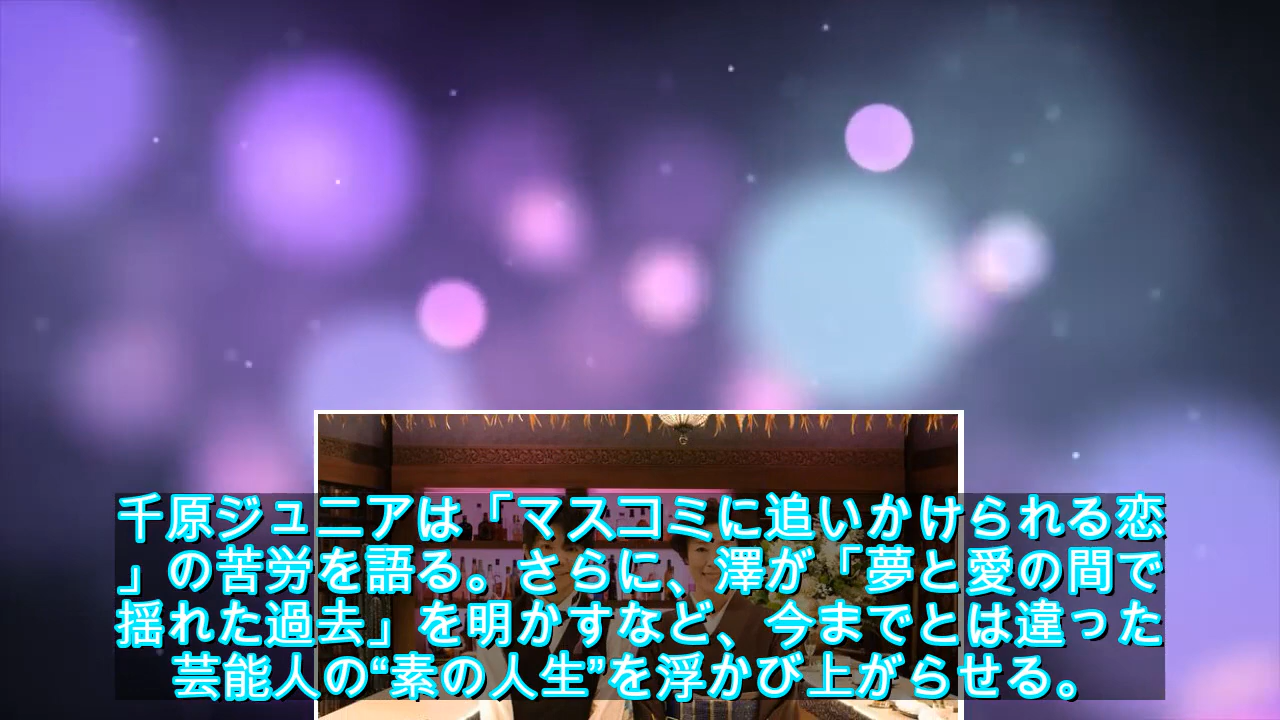 千原ジュニアは「マスコミに追いかけられる恋
」の苦労を語る。さらに、澤が「夢と愛の間で
揺れた過去」を明かすなど、今までとは違った
芸能人の“素の人生”を浮かび上がらせる。